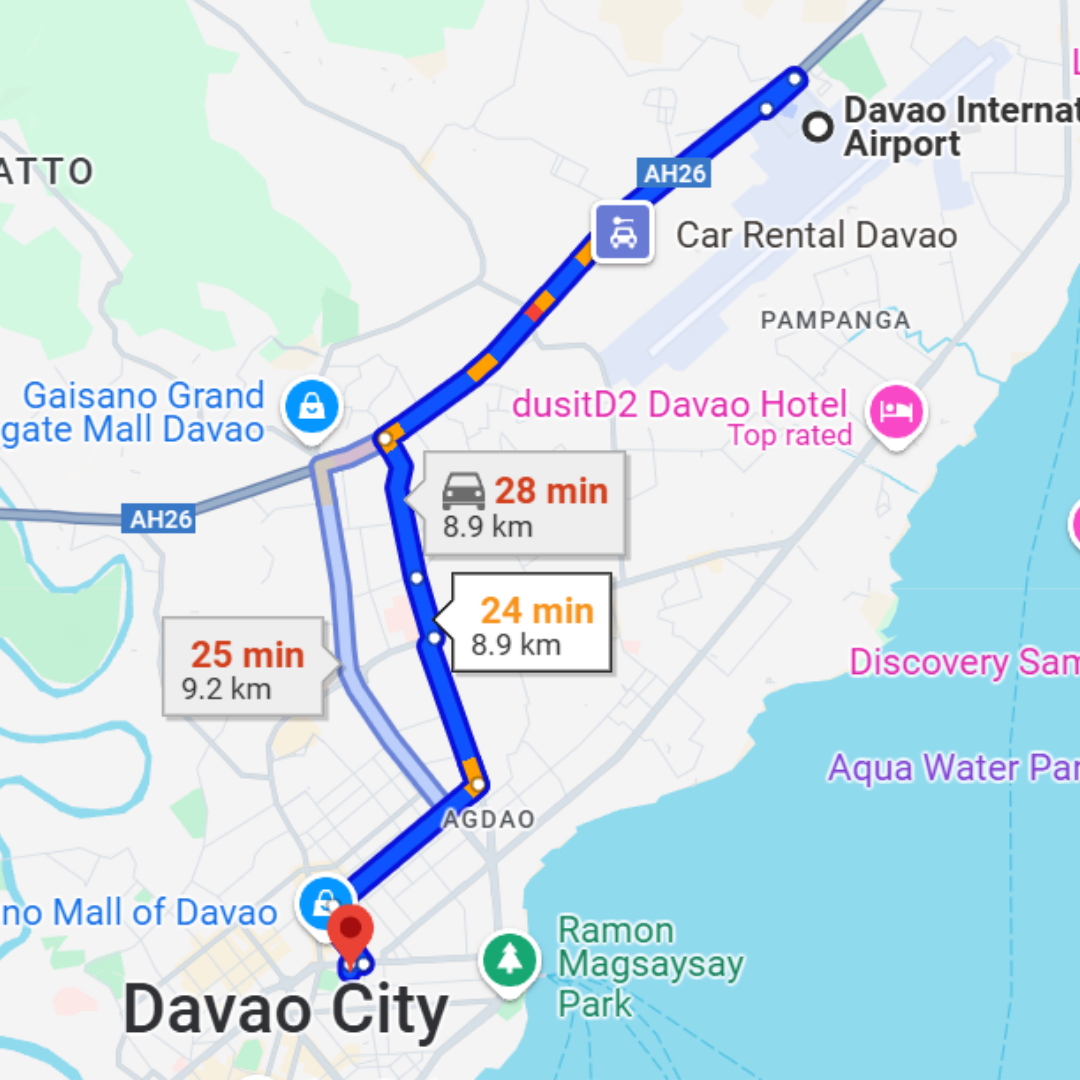 Davao Internat
Airport
ATTO
AH26
Car Rental Davao
PAMPANGA
Gaisano Grand
gate Mall Davao
dusitD2 Davao Hotel
Top rated
28 min
8.9 km
AH26
24 min
8.9 km
25 min
9.2 km
Discovery Sam
Aqua Water Par
AGDAO
no Mall of Davao
Ramon
Magsaysay
Park
Davao City